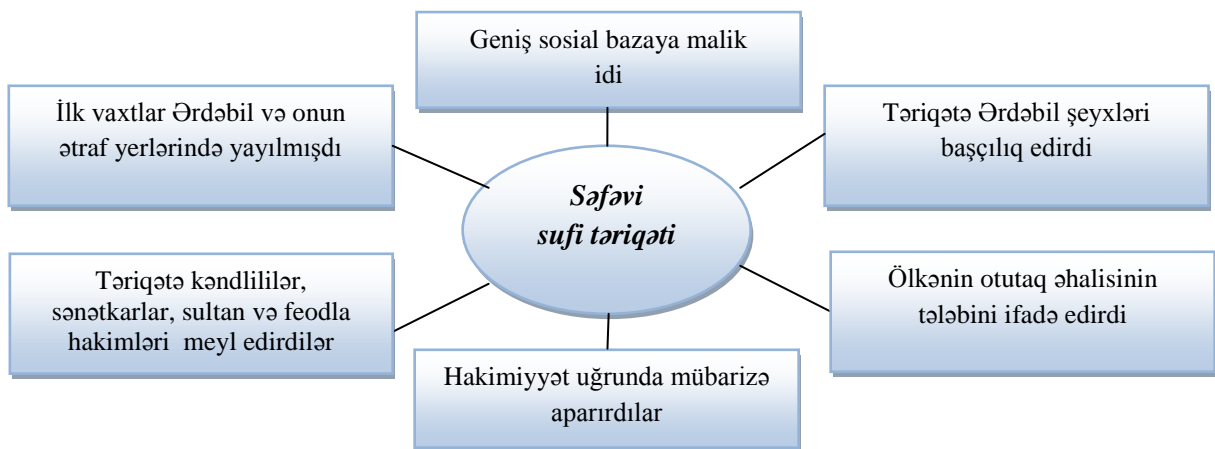 Geniş sosial bazaya malik
idi
İlk vaxtlar Ərdəbil və onun
ətraf yerlərində yayılmışdı
Təriqətə Ərdəbil şeyxləri
başçılıq edirdi
Səfəvi
sufi təriqəti
Təriqətə kəndlililər,
sənətkarlar, sultan və feodla
hakimləri meyl edirdilər
Ölkənin otutaq əhalisinin
tələbini ifadə edirdi
Hakimiyyət uğrunda mübarizə
aparırdılar